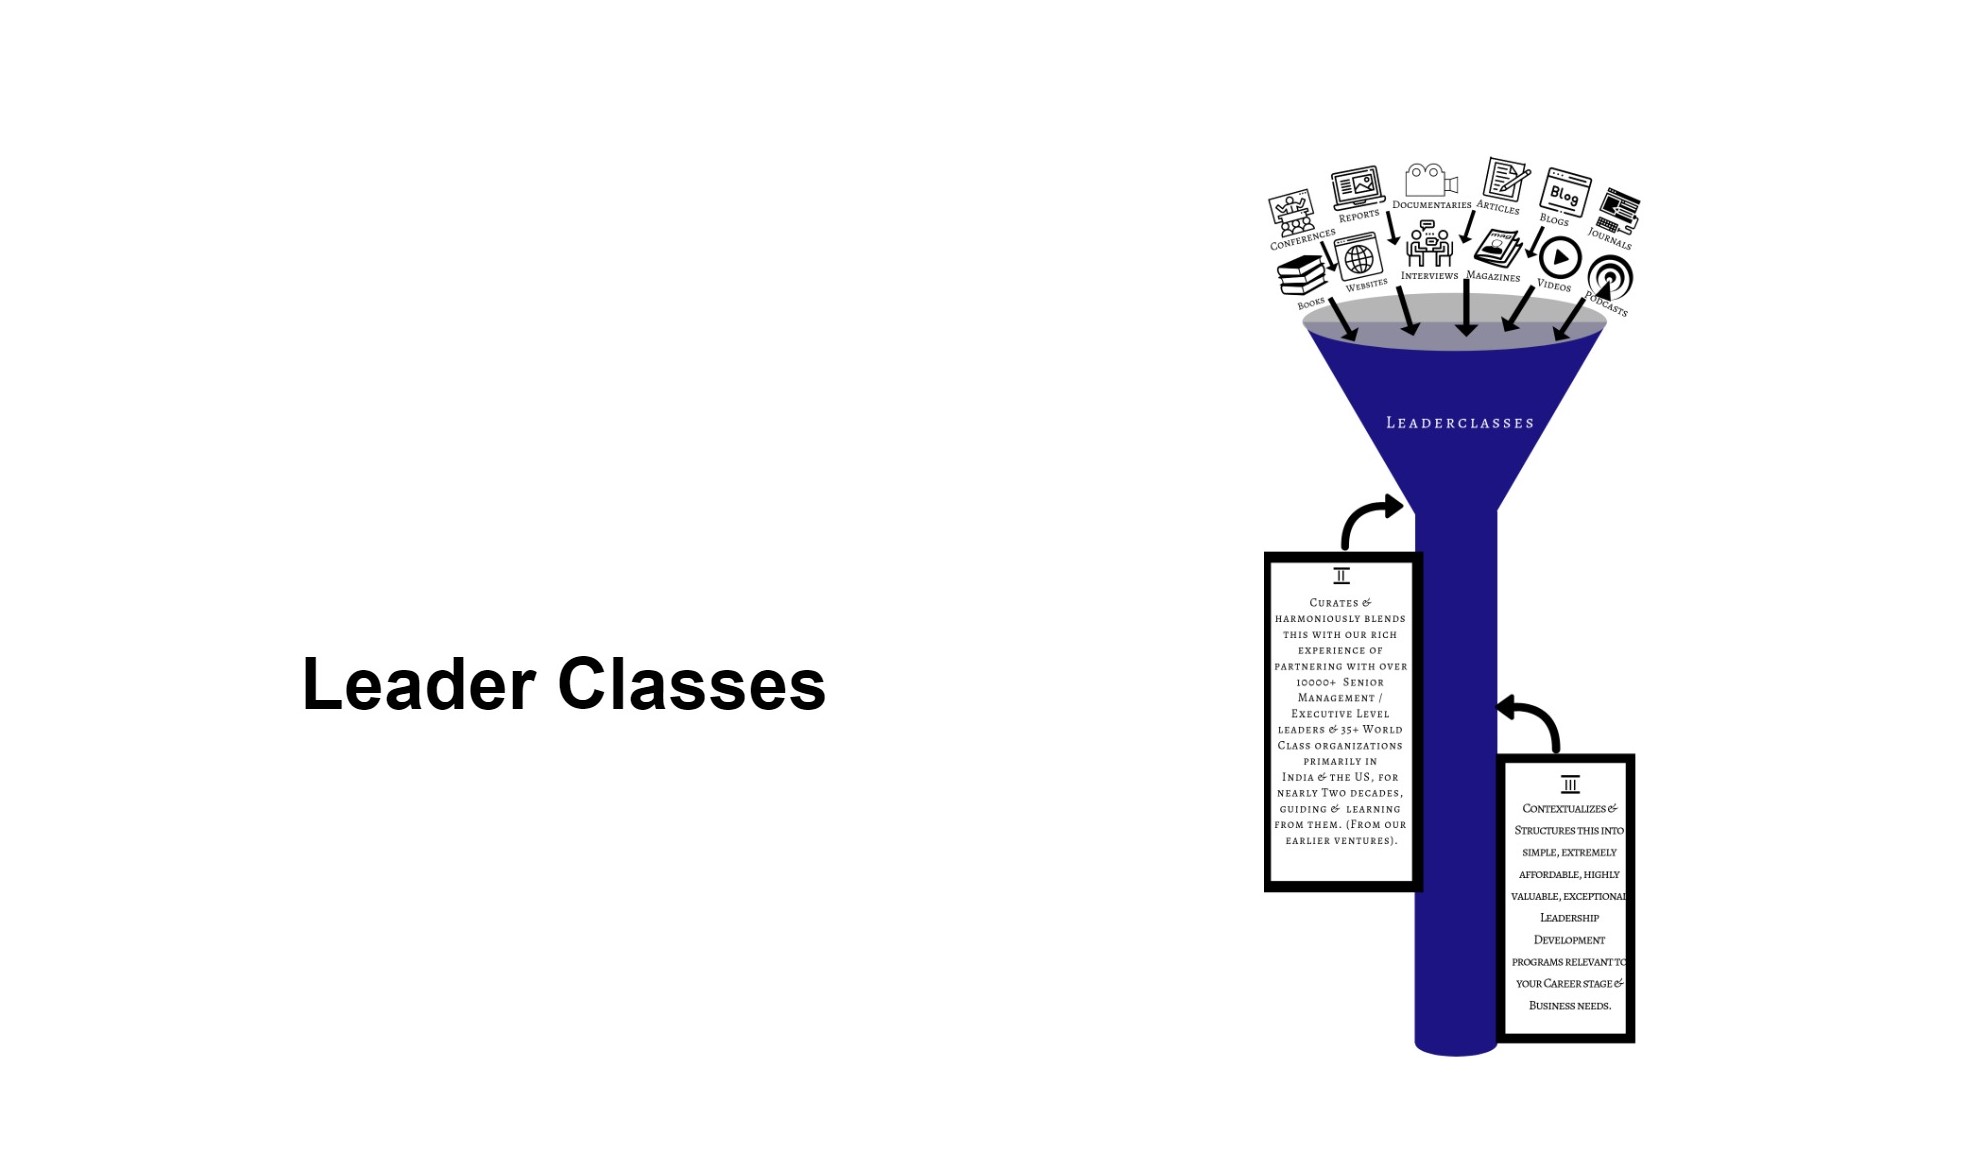 Leader Classes
Conferences
Reports
Documentaries
Articles
Blog
Blogs
Journals
Books
Websites
Interviews
Magazines
Videos
Podcasts
Leaderclasses
II
Curates &
harmoniously blends
this with our rich
experience of
partnering with over
10000+ Senior
Management /
Executive Level
leaders & 35+ World
Class organizations
primarily in
India & the US, for
nearly Two decades,
guiding & learning
from them. (From our
earlier ventures).
III
Contextualizes &
Structures this into
simple, extremely
affordable, highly
valuable, exceptional
Leadership
Development
programs relevant to
your Career stage &
Business needs.